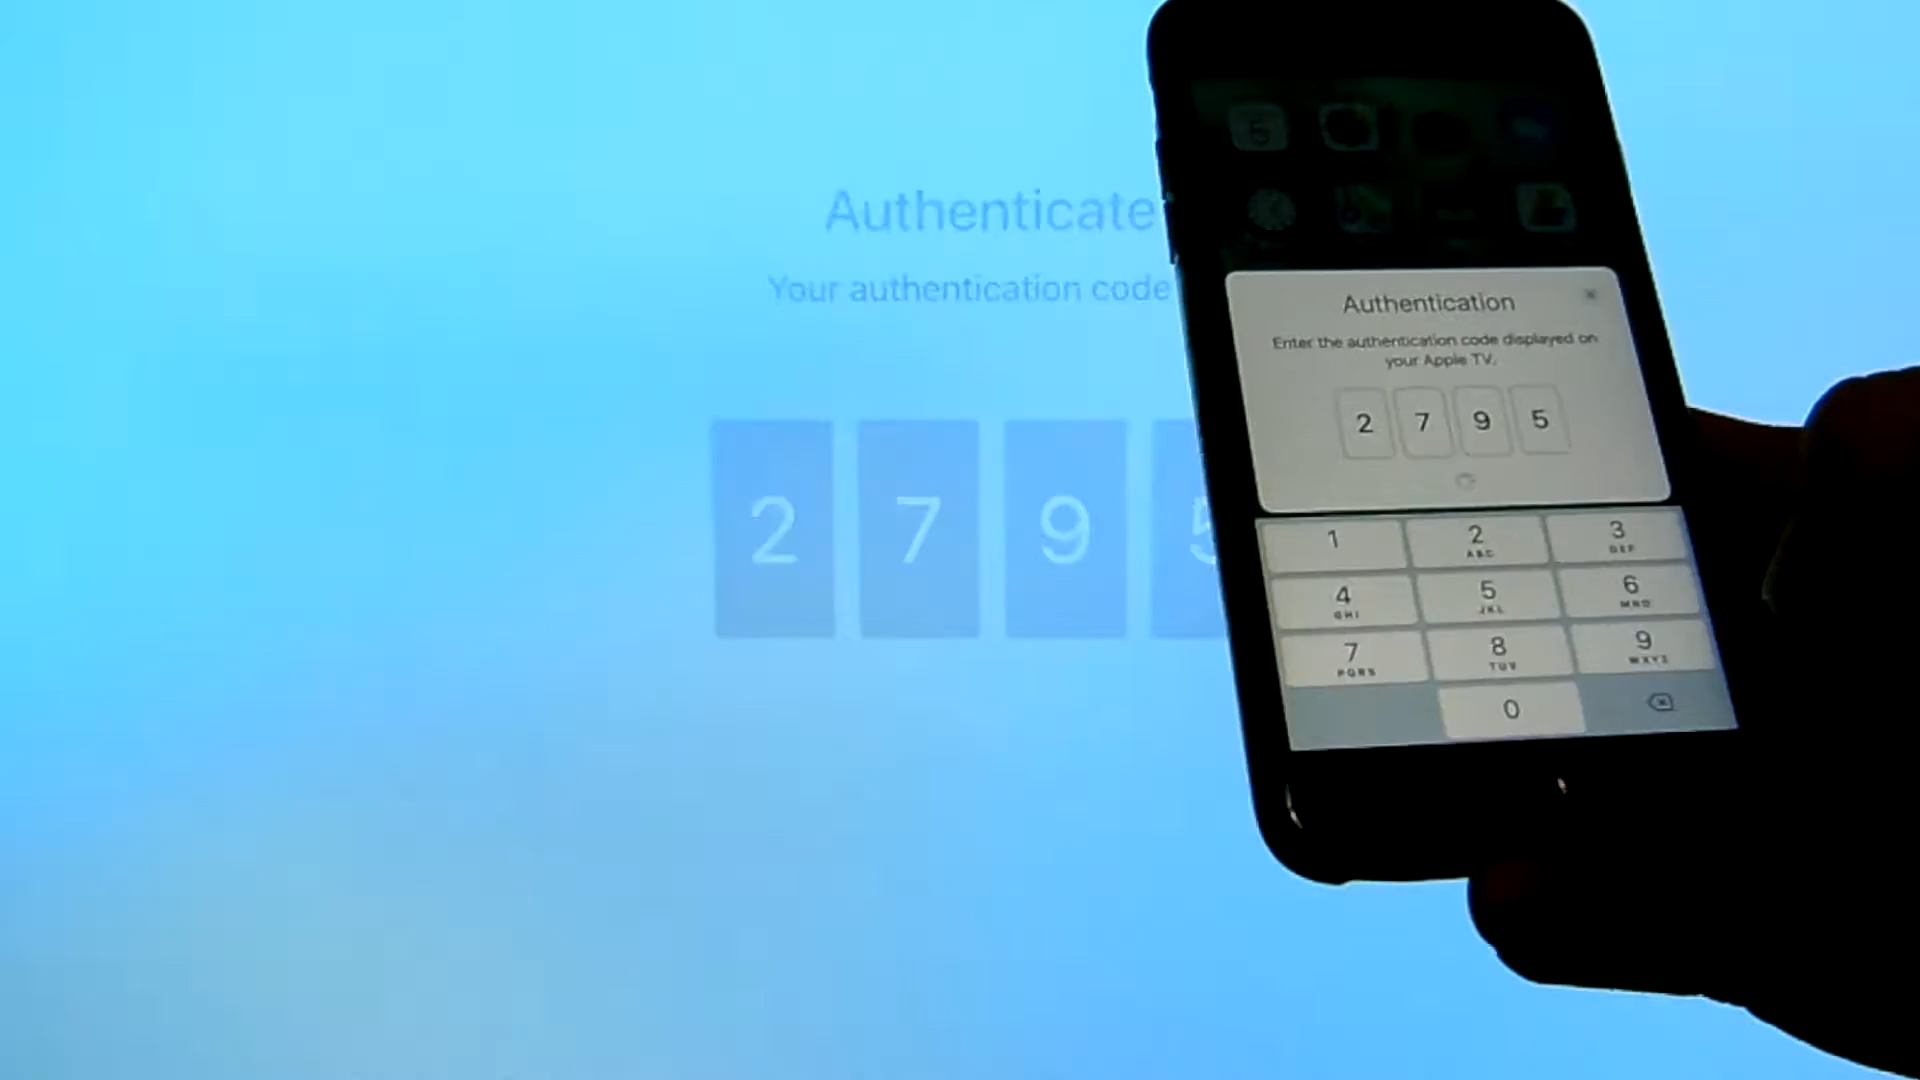 Authenticate
Your authentication code
2 7 9 5
5
Authentication
Enter the authentication code displayed on
your Apple TV.
2 7 9 5
1 2 3
ABC DEF
4 5 6
GHI JKL MNO
7 8 9
PQRS TUV WXYZ
0